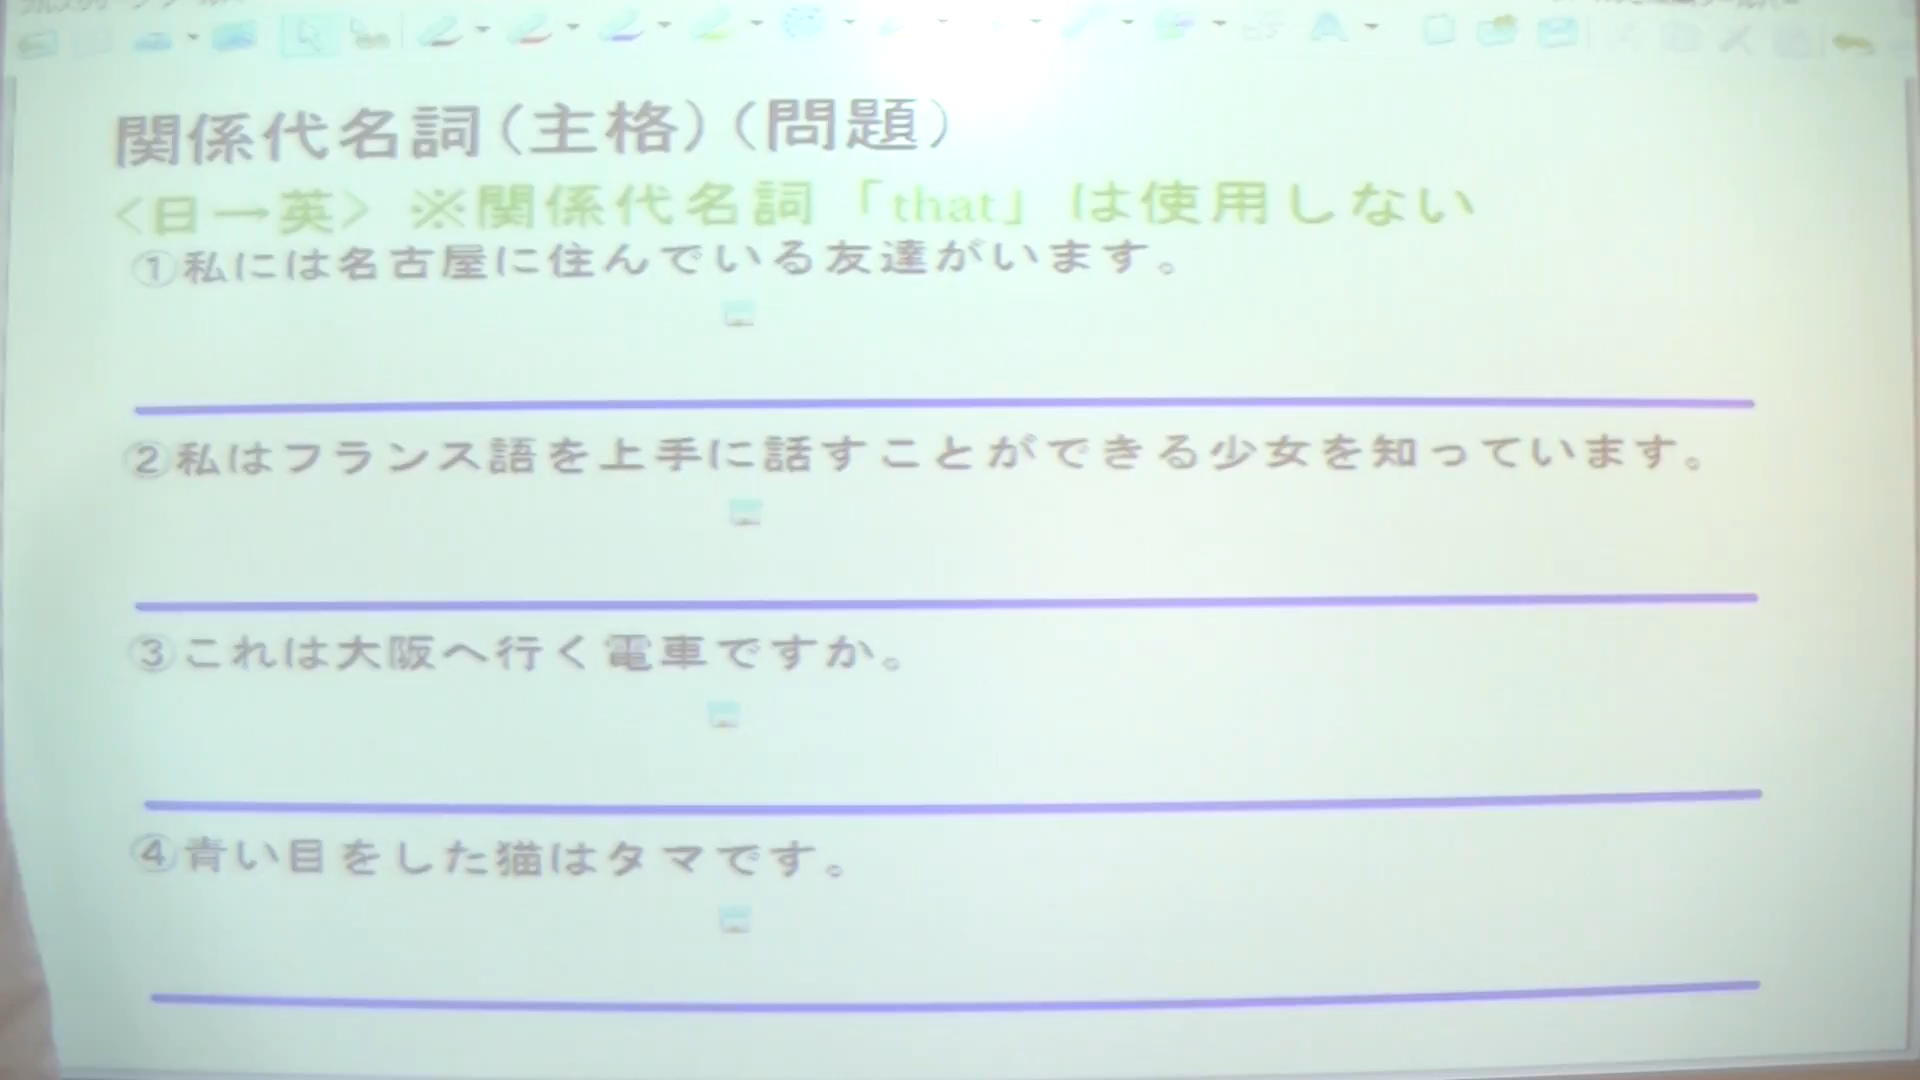 関係代名詞(主格)(問題)
<日→英> ※関係代名詞「that」は使用しない
①私には名古屋に住んでいる友達がいます。
②私はフランス語を上手に話すことができる少女を知っています。
③これは大阪へ行く電車ですか。
④青い目をした猫はタマです。